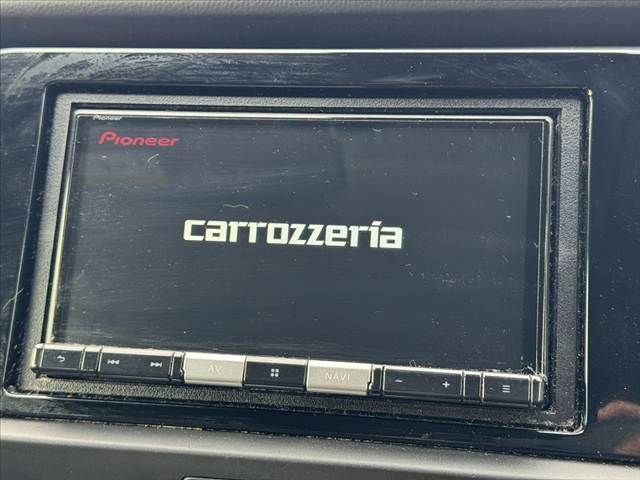 Pioneer
Pioneer
carrozzeria
AV
NAVI
- +